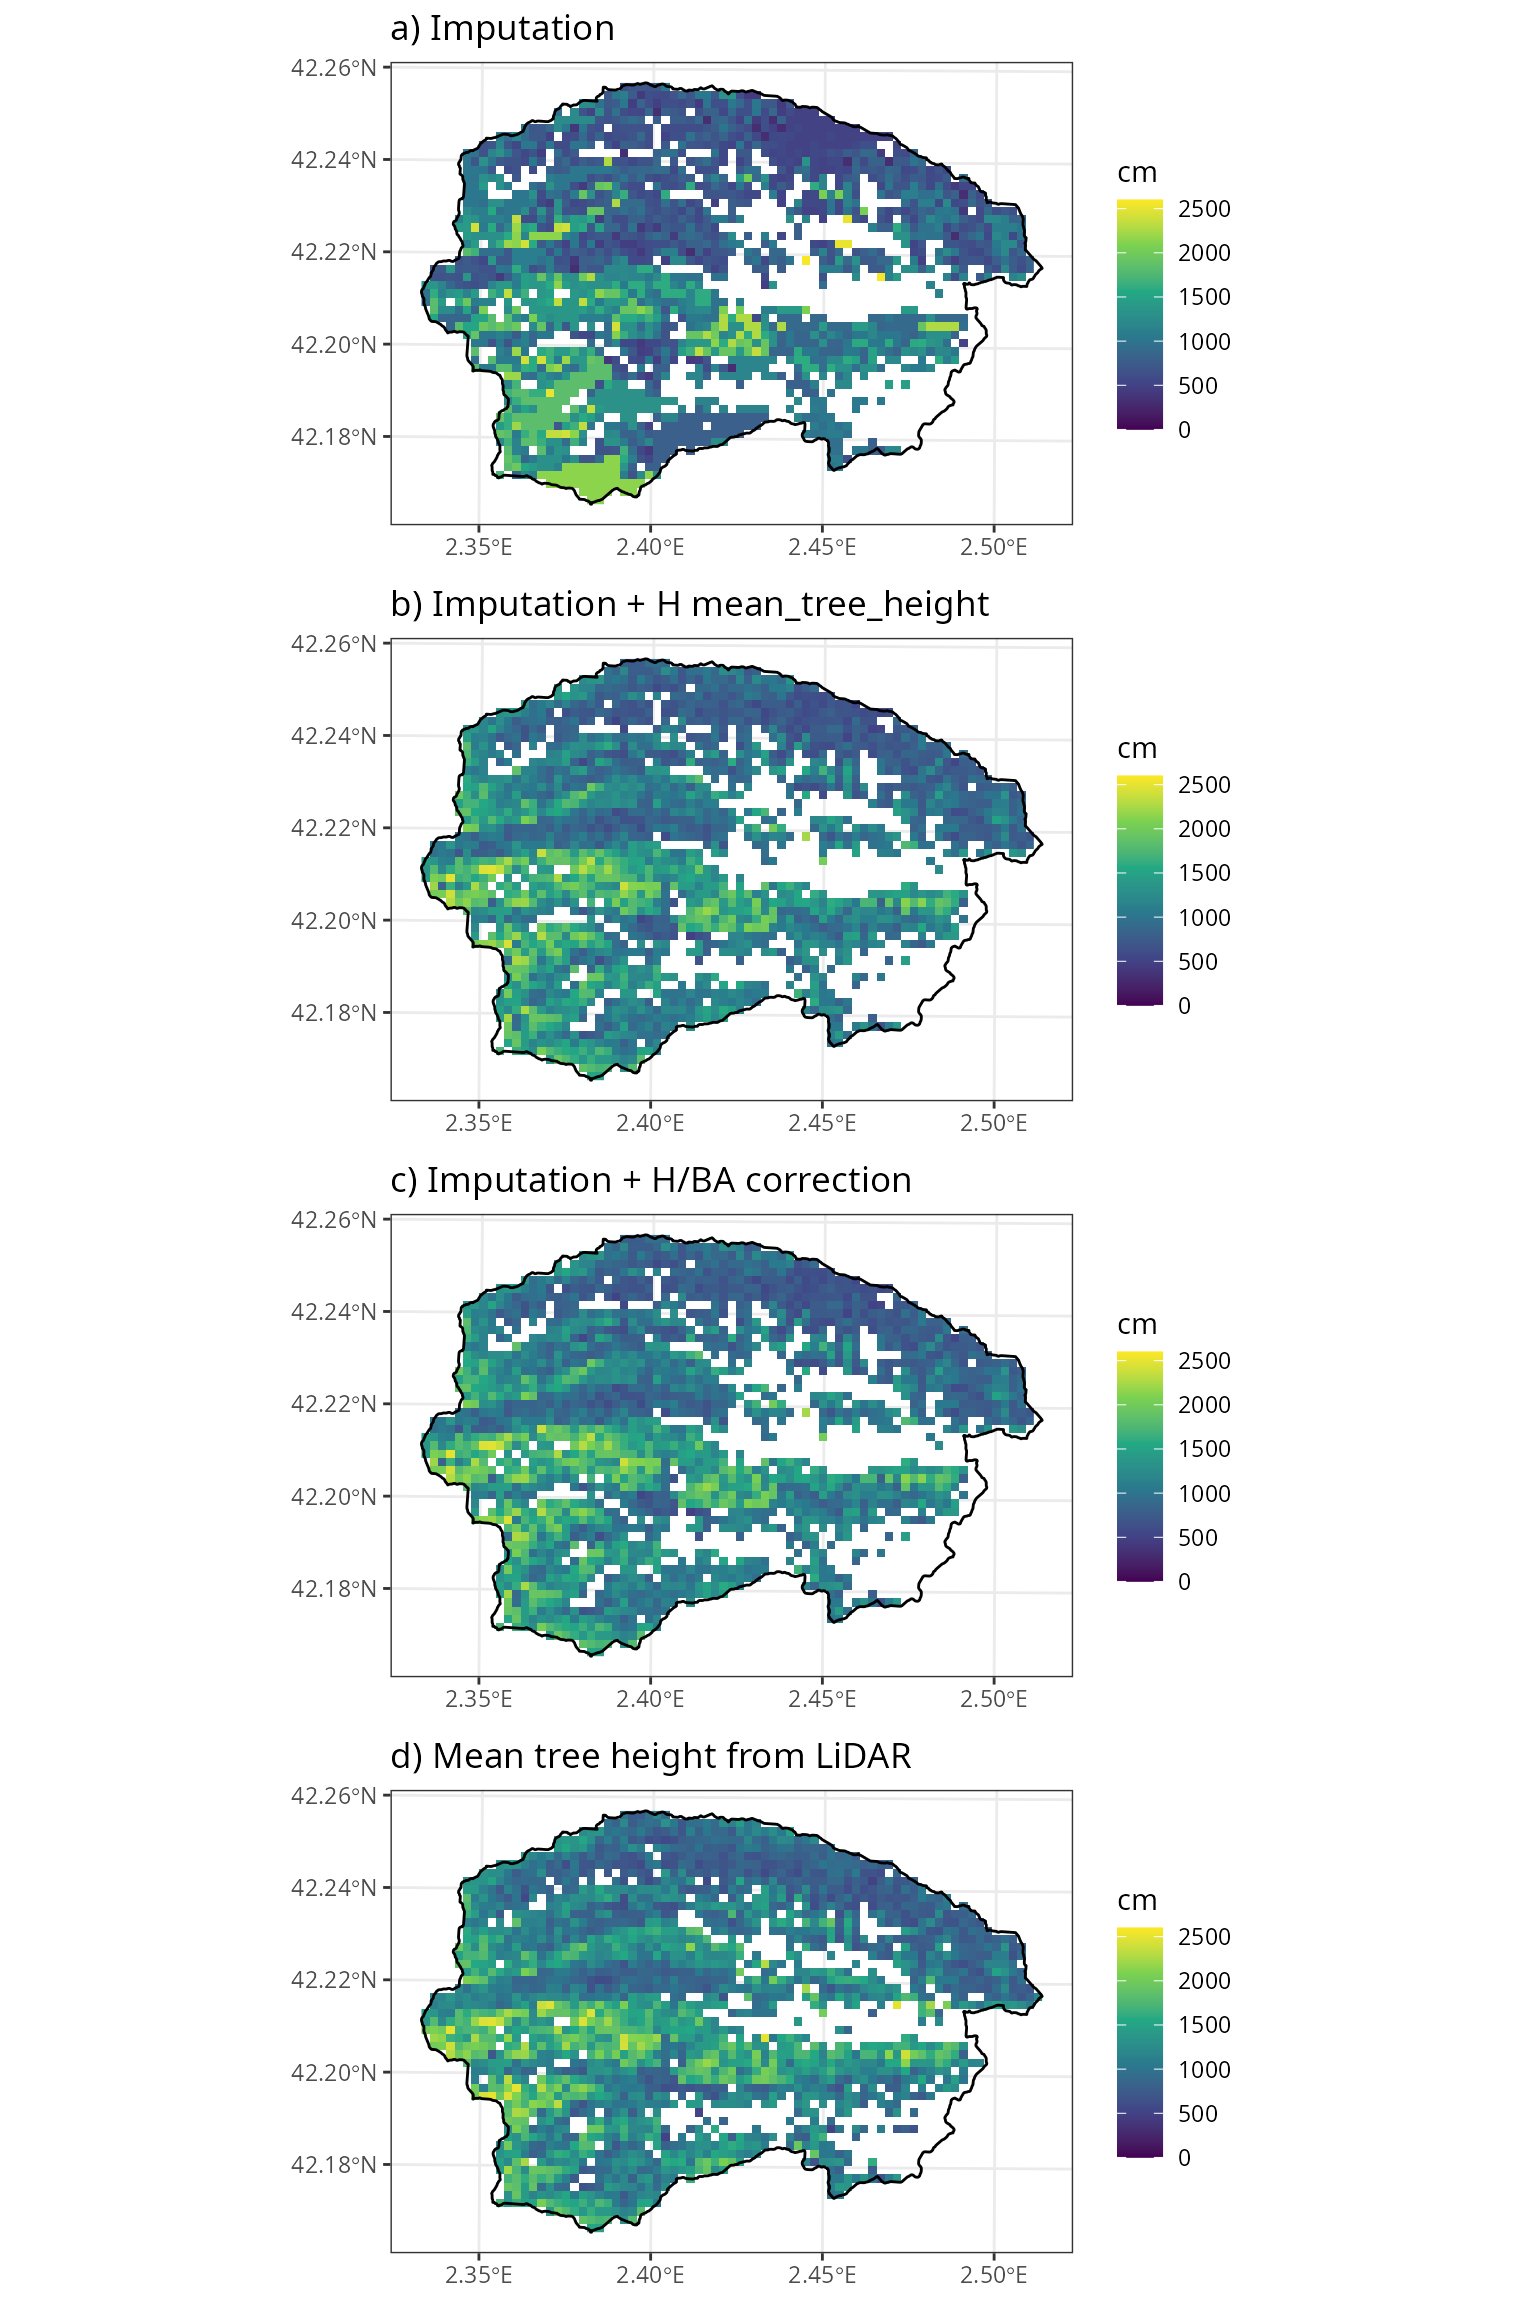 a) Imputation
42.26°N
42.24°N
42.22°N
42.20°N
42.18°N
2.35°E 2.40°E 2.45°E 2.50°E
cm
2500
2000
1500
1000
500
0
b) Imputation + H mean_tree_height
42.26°N
42.24°N
42.22°N
42.20°N
42.18°N
2.35°E 2.40°E 2.45°E 2.50°E
cm
2500
2000
1500
1000
500
0
c) Imputation + H/BA correction
42.26°N
42.24°N
42.22°N
42.20°N
42.18°N
2.35°E 2.40°E 2.45°E 2.50°E
cm
2500
2000
1500
1000
500
0
d) Mean tree height from LiDAR
42.26°N
42.24°N
42.22°N
42.20°N
42.18°N
2.35°E 2.40°E 2.45°E 2.50°E
cm
2500
2000
1500
1000
500
0